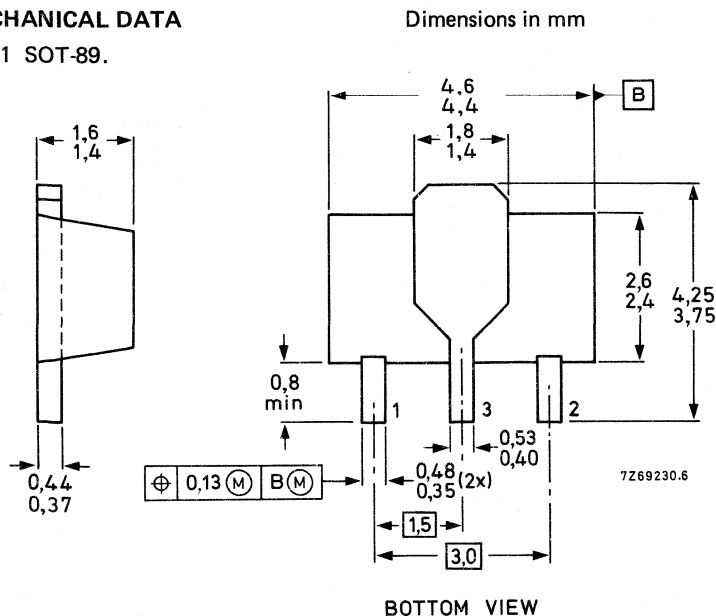 CHANICAL DATA
Dimensions in mm
1 SOT-89.
4,6
4,4
B
1,6
1,4
1,8
1,4
2,6
2,4
4,25
3,75
0,8
min
1
3
2
0,53
0,40
0,44
0,37
0,13 M B M
0,48
0,35 (2x)
7Z69230.6
1,5
3,0
BOTTOM VIEW